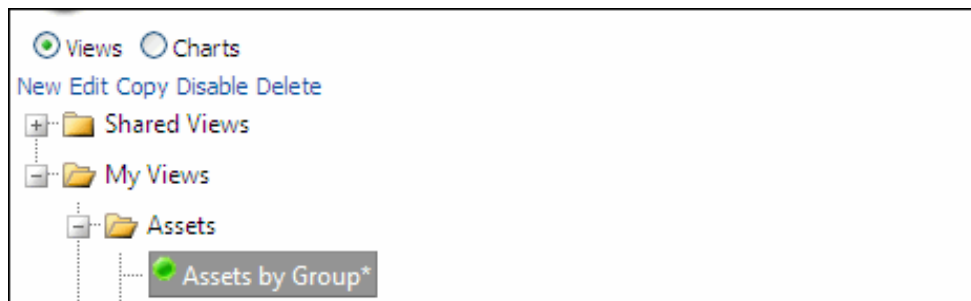 Views Charts
New Edit Copy Disable Delete
Shared Views
My Views
Assets
Assets by Group*